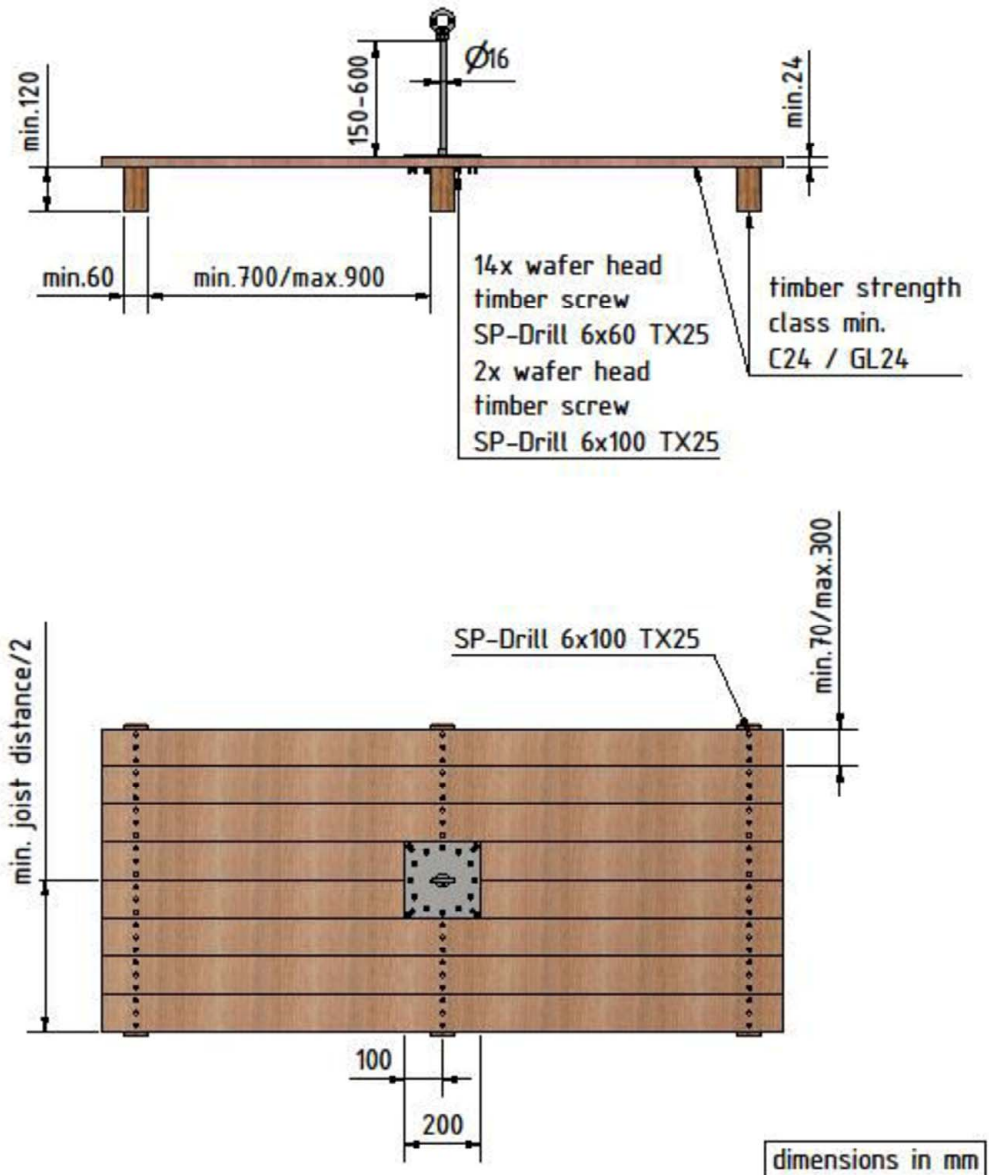 Ø16
150-600
min.120
min.24
min.60
min.700/max.900
14x wafer head
timber screw
SP-Drill 6x60 TX25
2x wafer head
timber screw
SP-Drill 6x100 TX25
timber strength
class min.
C24 / GL24
min.70/max.300
SP-Drill 6x100 TX25
min. joist distance/2
100
200
dimensions in mm